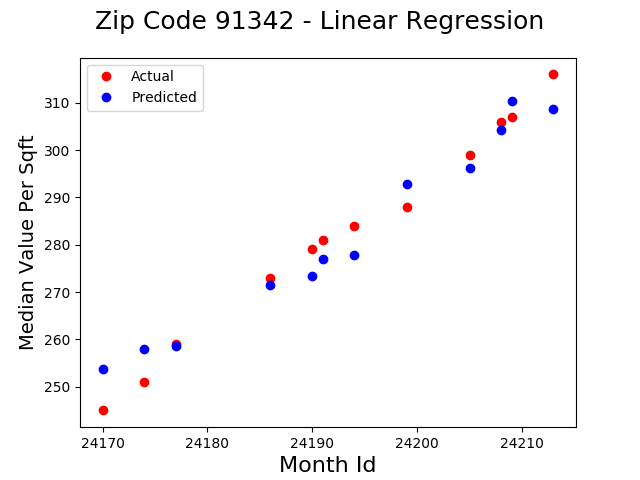 Zip Code 91342 - Linear Regression
Actual
Predicted
Median Value Per Sqft
310
300
290
280
270
260
250
24170 24180 24190 24200 24210
Month Id